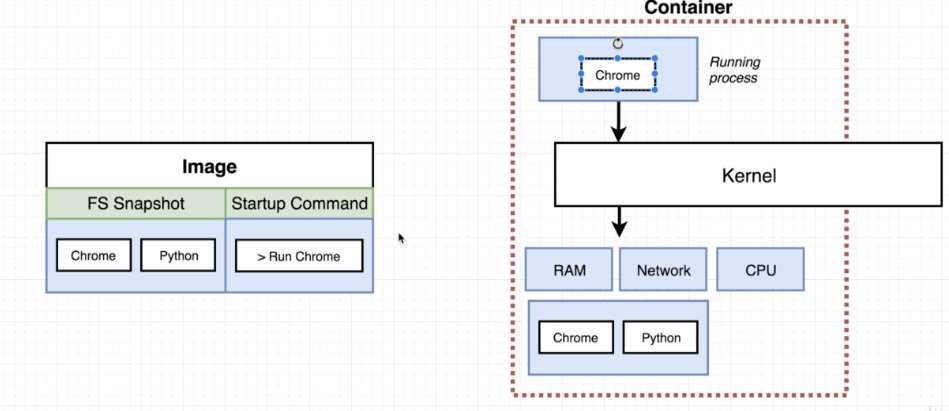 Container
Chrome
Running
process
Image
Kernel
FS Snapshot
Startup Command
Chrome
Python
> Run Chrome
RAM
Network
CPU
Chrome
Python